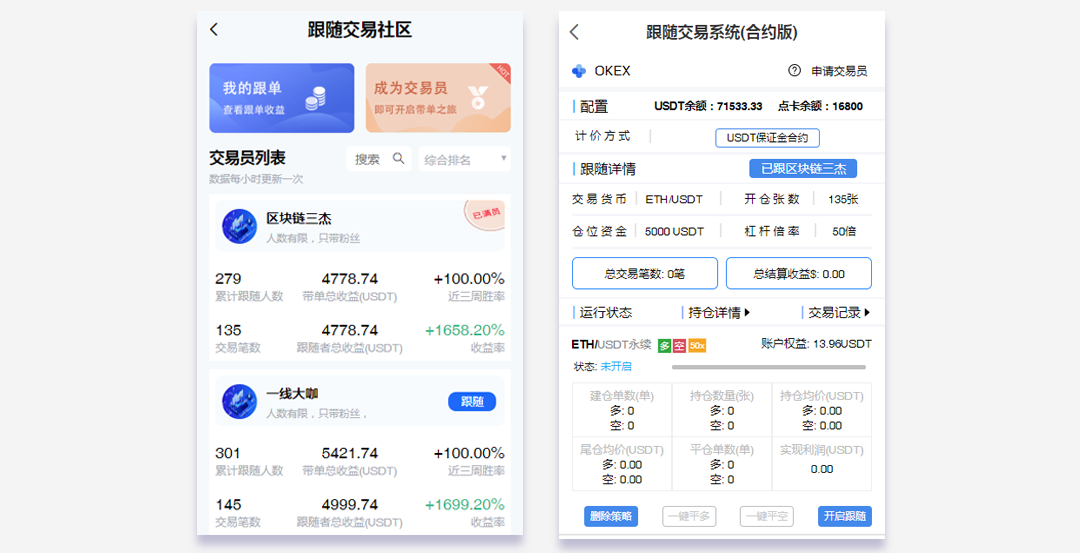 跟随交易社区
我的跟单
查看跟单收益
HOT
成为交易员
即可开启带单之旅
交易员列表
搜索
综合排名
数据每小时更新一次
区块链三杰
人数有限，只带粉丝
已满员
279
4778.74
+100.00%
累计跟随人数
带单总收益(USDT)
近三周胜率
135
4778.74
+1658.20%
交易笔数
跟随者总收益(USDT)
收益率
一线大咖
人数有限，只带粉丝，
跟随
301
5421.74
+100.00%
累计跟随人数
带单总收益(USDT)
近三周胜率
145
4999.74
+1699.20%
交易笔数
跟随者总收益(USDT)
收益率
跟随交易系统(合约版)
OKEX
申请交易员
配置
USDT余额：71533.33
点卡余额：16800
计价方式
USDT保证金合约
跟随详情
已跟区块链三杰
交易货币
ETH/USDT
开仓张数
135张
仓位资金
5000 USDT
杠杆倍率
50倍
总交易笔数: 0笔
总结算收益$: 0.00
运行状态
持仓详情
交易记录
ETH/USDT永续
多
空
50x
账户权益: 13.96USDT
状态: 未开启
建仓单数(单)
多: 0
空: 0
持仓数量(张)
多: 0
空: 0
持仓均价(USDT)
多: 0.00
空: 0.00
尾仓均价(USDT)
多: 0.00
空: 0.00
平仓单数(单)
多: 0
空: 0
实现利润(USDT)
0.00
删除策略
一键平多
一键平空
开启跟随